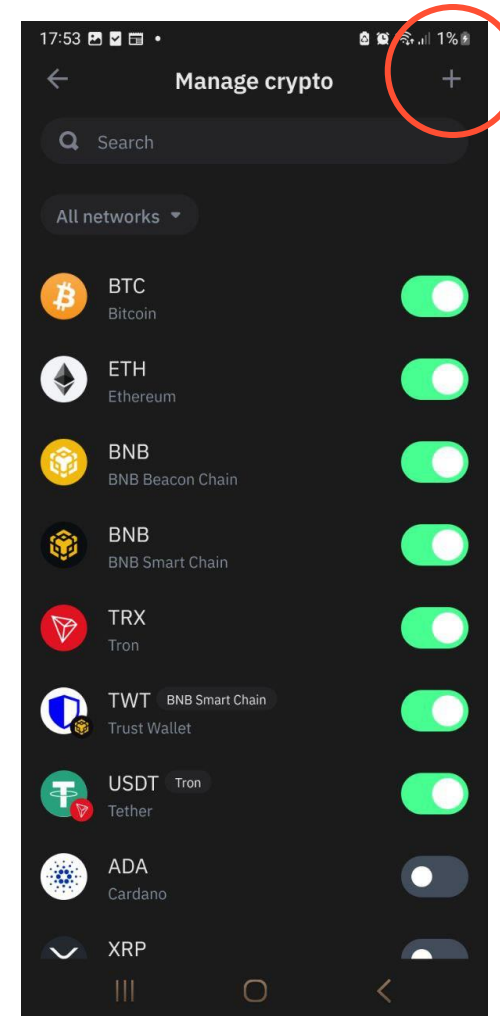 17:53
1%
Manage crypto
Search
All networks
BTC
Bitcoin
ETH
Ethereum
BNB
BNB Beacon Chain
BNB
BNB Smart Chain
TRX
Tron
TWT BNB Smart Chain
Trust Wallet
USDT Tron
Tether
ADA
Cardano
XRP